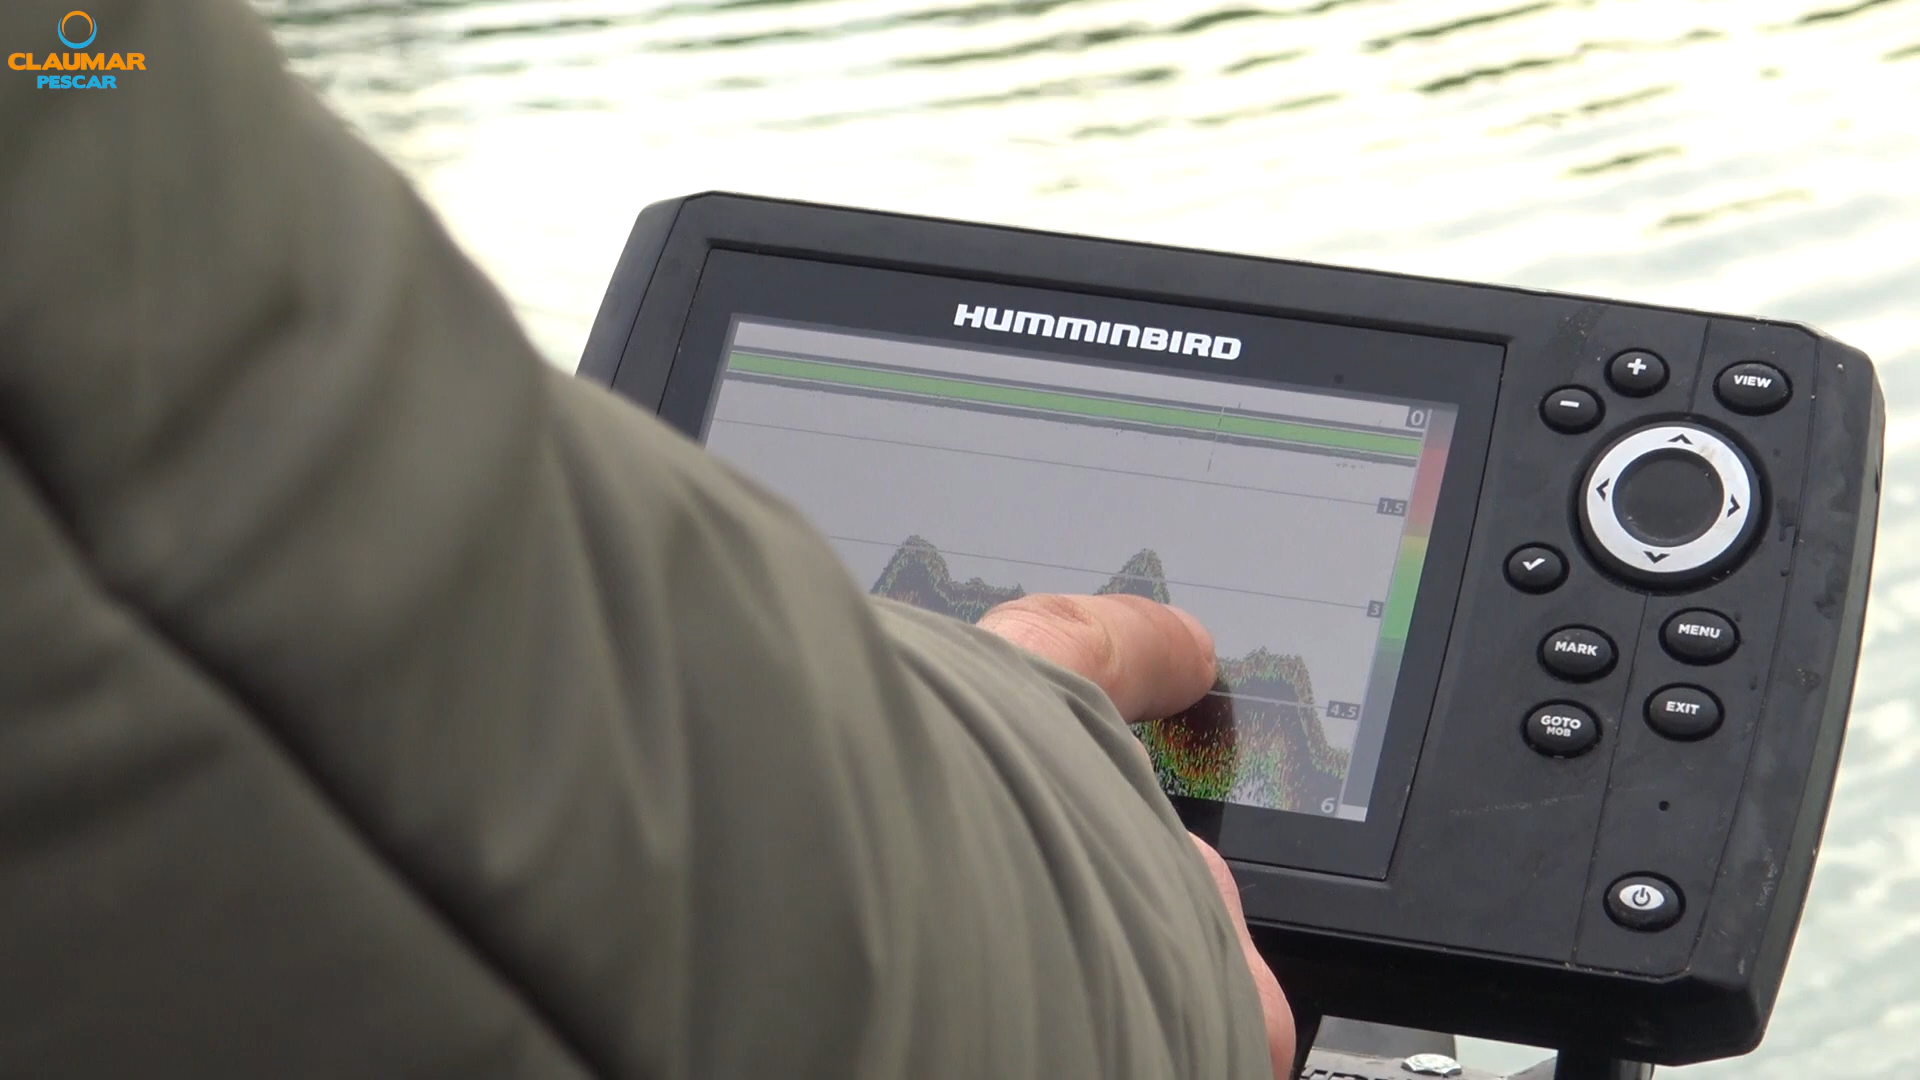 CLAUMAR
PESCAR
HUMMINBIRD
0
1.5
3
4.5
6
+
-
VIEW
MARK
MENU
GOTO
MOB
EXIT